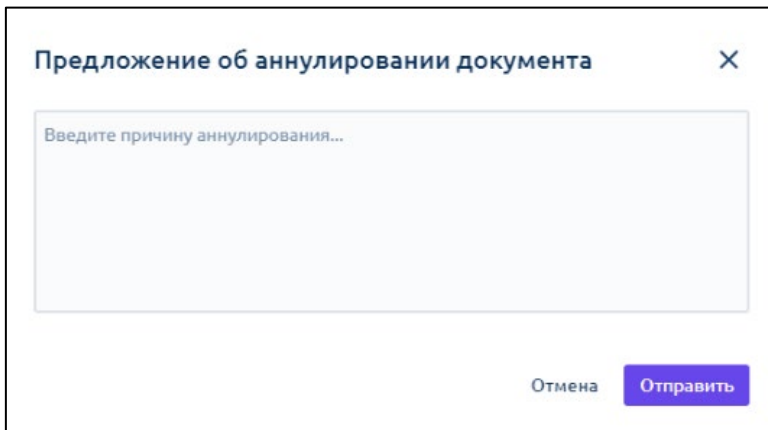 Предложение об аннулировании документа
Введите причину аннулирования...
Отмена Отправить